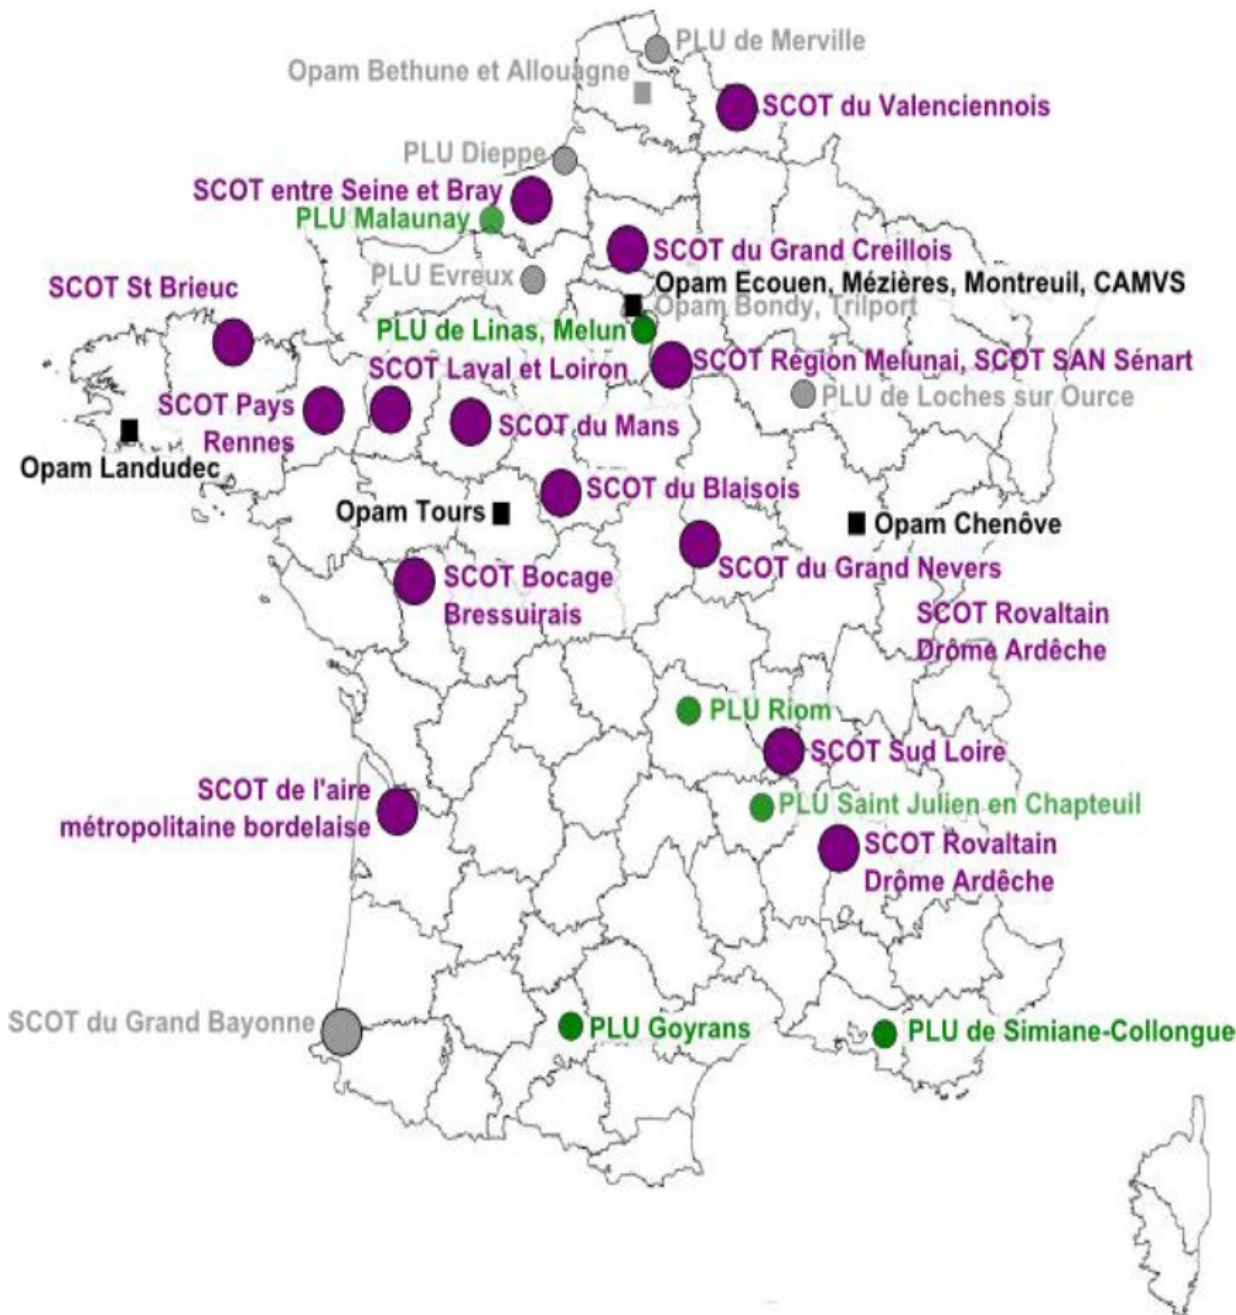 PLU de Merville
Opam Bethune et Allouagne
SCOT du Valenciennois
PLU Dieppe
SCOT entre Seine et Bray
PLU Malaunay
SCOT du Grand Creillois
PLU Evreux
Opam Ecouen, Mézières, Montreuil, CAMVS
SCOT St Brieuc
Opam Bondy, Trilport
PLU de Linas, Melun
SCOT Laval et Loiron
SCOT Région Melunai, SCOT SAN Sénart
PLU de Loches sur Ource
SCOT Pays
Rennes
SCOT du Mans
Opam Landudec
SCOT du Blaisois
Opam Tours
Opam Chenôve
SCOT du Grand Nevers
SCOT Bocage
Bressuirais
SCOT Rovaltain
Drôme Ardêche
PLU Riom
SCOT Sud Loire
SCOT de l'aire
métropolitaine bordelaise
PLU Saint Julien en Chapteuil
SCOT Rovaltain
Drôme Ardêche
SCOT du Grand Bayonne
PLU Goyrans
PLU de Simiane-Collongue